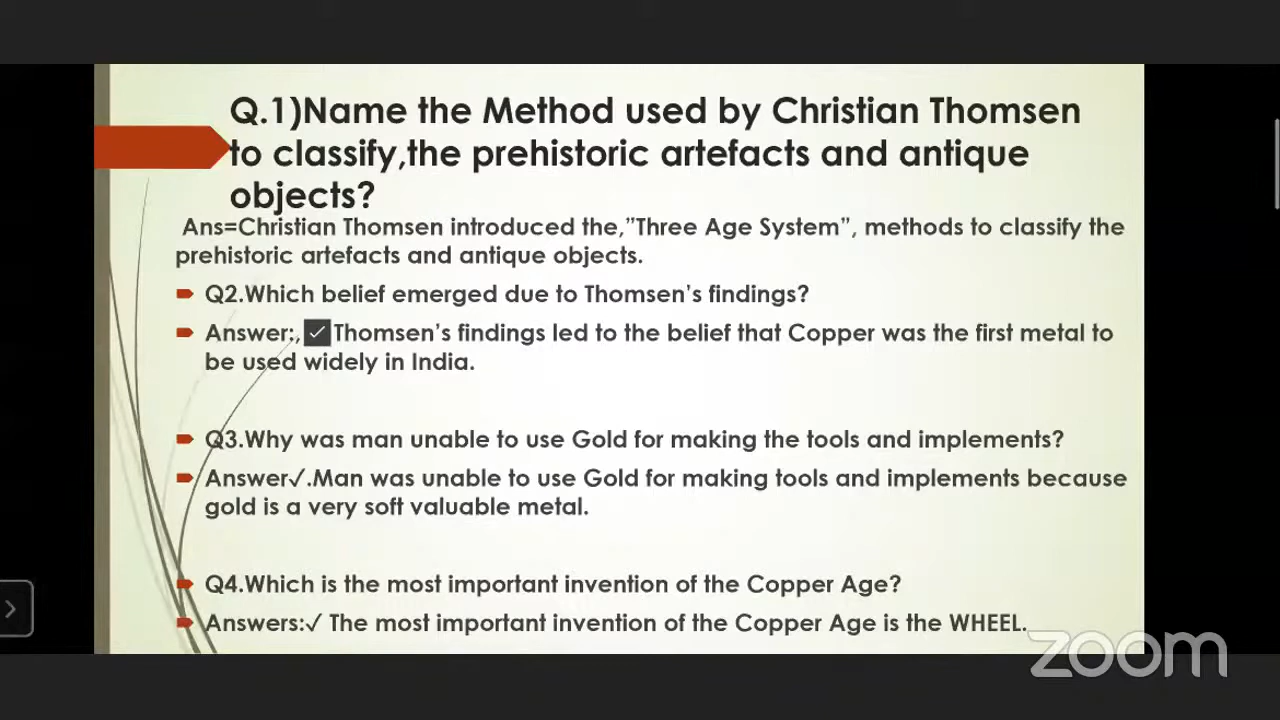 Q.1)Name the Method used by Christian Thomsen
to classify,the prehistoric artefacts and antique
objects?
Ans=Christian Thomsen introduced the,”Three Age System”, methods to classify the
prehistoric artefacts and antique objects.
Q2.Which belief emerged due to Thomsen’s findings?
Answer:,✓Thomsen’s findings led to the belief that Copper was the first metal to
be used widely in India.
Q3.Why was man unable to use Gold for making the tools and implements?
Answer✓.Man was unable to use Gold for making tools and implements because
gold is a very soft valuable metal.
Q4.Which is the most important invention of the Copper Age?
Answers:✓ The most important invention of the Copper Age is the WHEEL.
zoom